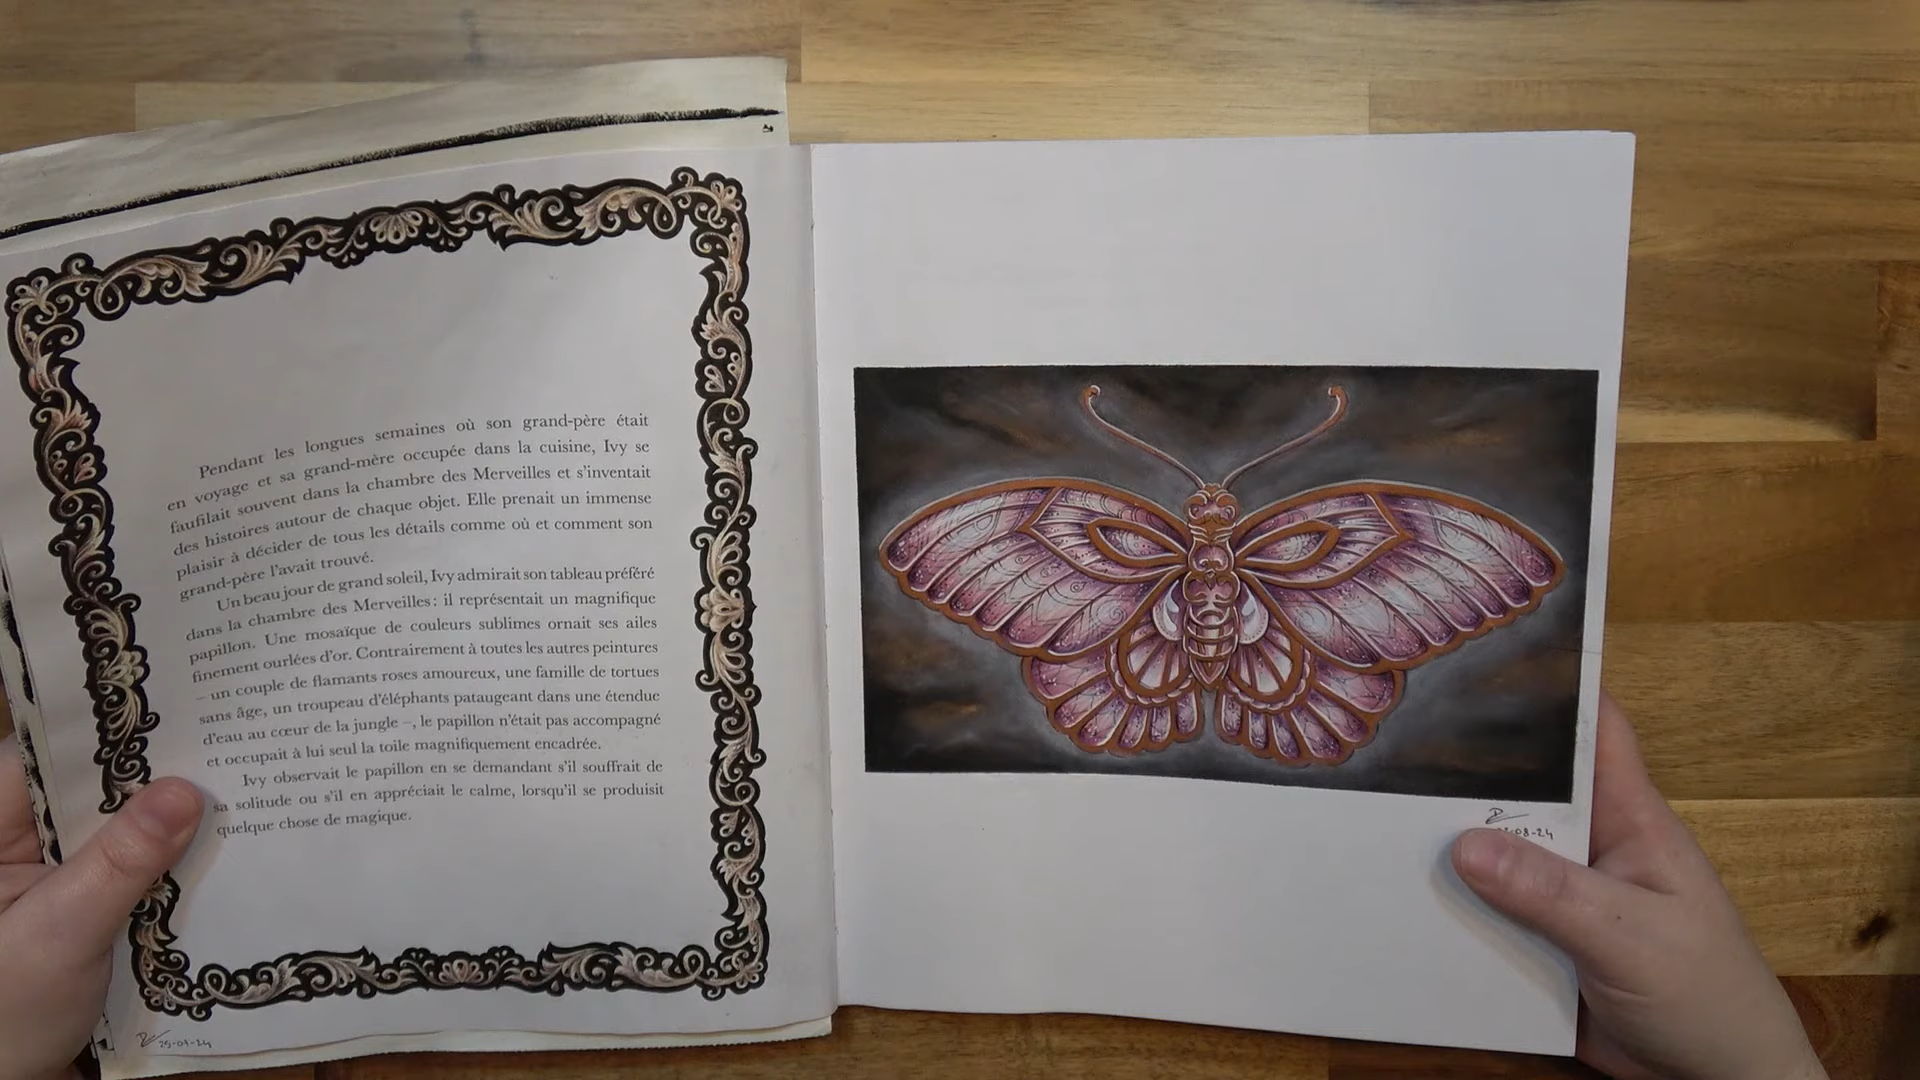 Pendant les longues semaines où son grand-père était
en voyage et sa grand-mère occupée dans la cuisine, Ivy se
faufilait souvent dans la chambre des Merveilles et s'inventait
des histoires autour de chaque objet. Elle prenait un immense
plaisir à décider de tous les détails comme où et comment son
grand-père l'avait trouvé.
Un beau jour de grand soleil, Ivy admirait son tableau préféré
dans la chambre des Merveilles : il représentait un magnifique
papillon. Une mosaïque de couleurs sublimes ornait ses ailes
finement ourlées d'or. Contrairement à toutes les autres peintures
– un couple de flamants roses amoureux, une famille de tortues
sans âge, un troupeau d'éléphants pataugeant dans une étendue
d'eau au cœur de la jungle –, le papillon n'était pas accompagné
et occupait à lui seul la toile magnifiquement encadrée.
Ivy observait le papillon en se demandant s'il souffrait de
sa solitude ou s'il en appréciait le calme, lorsqu'il se produisit
quelque chose de magique.